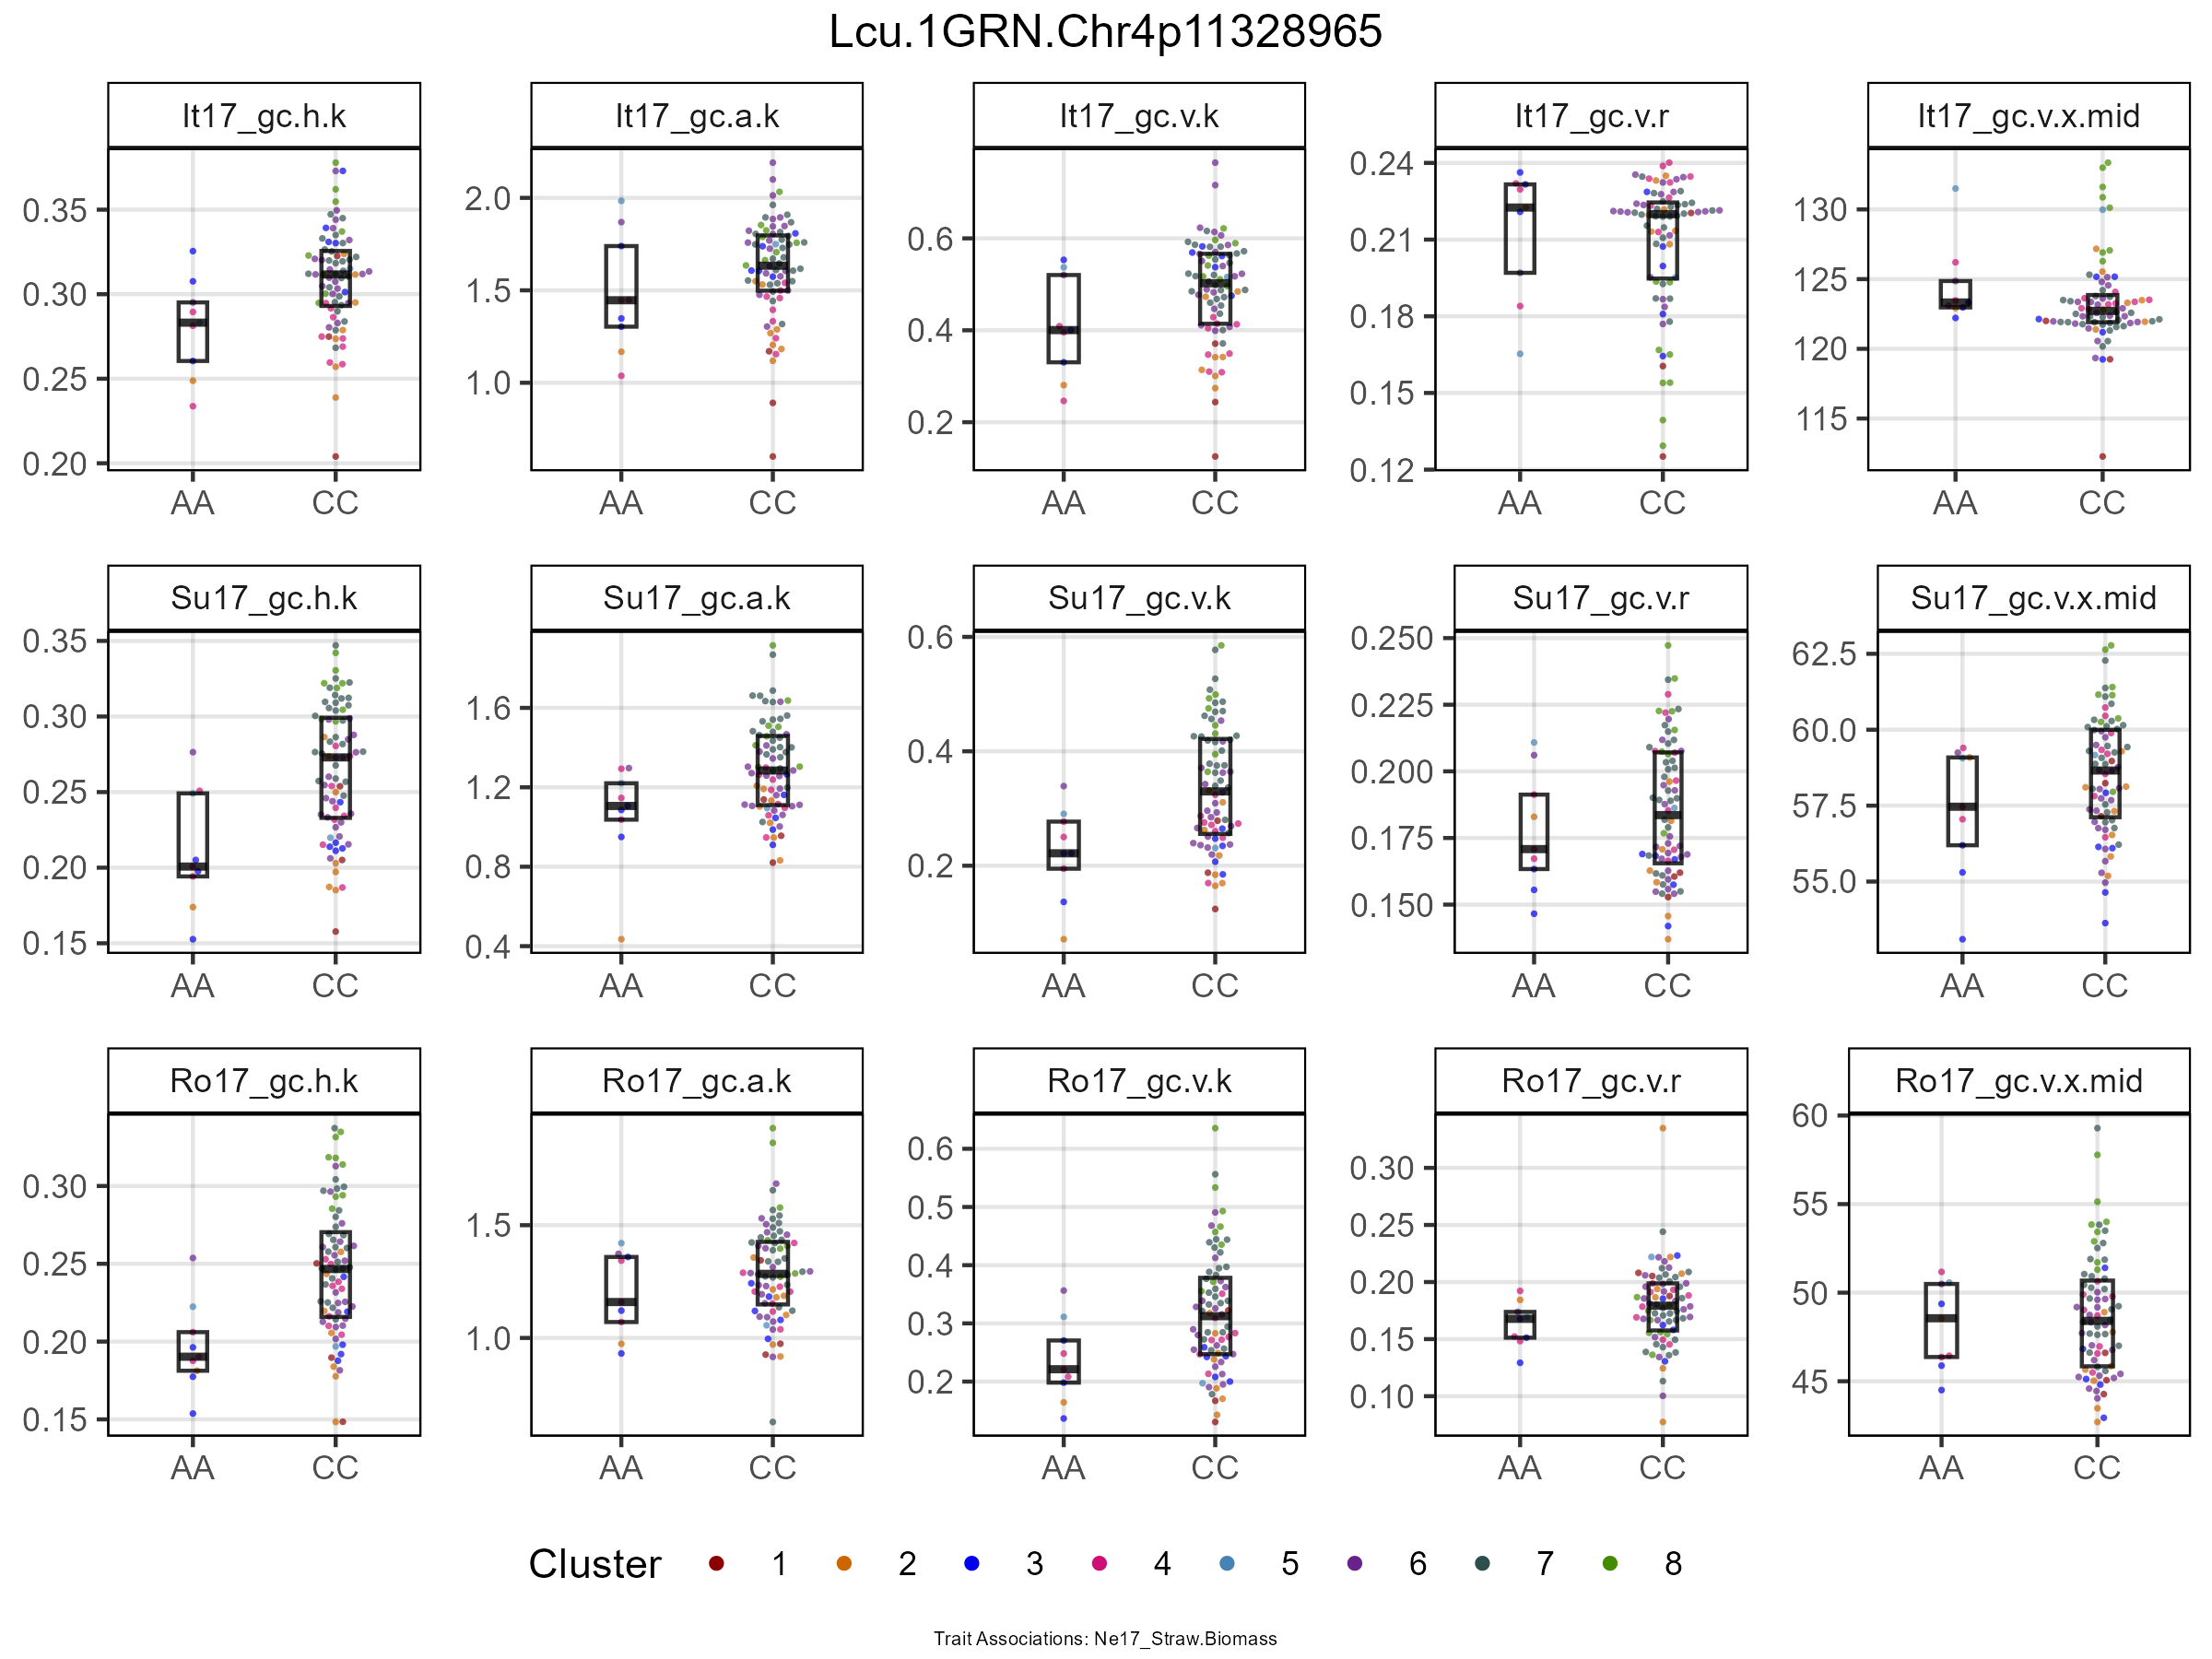 Lcu.1GRN.Chr4p11328965
It17_gc.h.k It17_gc.a.k It17_gc.v.k It17_gc.v.r It17_gc.v.x.mid
0.35 0.30 0.25 0.20 2.0 1.5 1.0 0.6 0.4 0.2 0.24 0.21 0.18 0.15 0.12 130 125 120 115
AA CC AA CC AA CC AA CC AA CC
Su17_gc.h.k Su17_gc.a.k Su17_gc.v.k Su17_gc.v.r Su17_gc.v.x.mid
0.35 0.30 0.25 0.20 0.15 1.6 1.2 0.8 0.4 0.6 0.4 0.2 0.250 0.225 0.200 0.175 0.150 62.5 60.0 57.5 55.0
AA CC AA CC AA CC AA CC AA CC
Ro17_gc.h.k Ro17_gc.a.k Ro17_gc.v.k Ro17_gc.v.r Ro17_gc.v.x.mid
0.30 0.25 0.20 0.15 1.5 1.0 0.6 0.5 0.4 0.3 0.2 0.30 0.25 0.20 0.15 0.10 60 55 50 45
AA CC AA CC AA CC AA CC AA CC
Cluster 1 2 3 4 5 6 7 8
Trait Associations: Ne17_Straw.Biomass